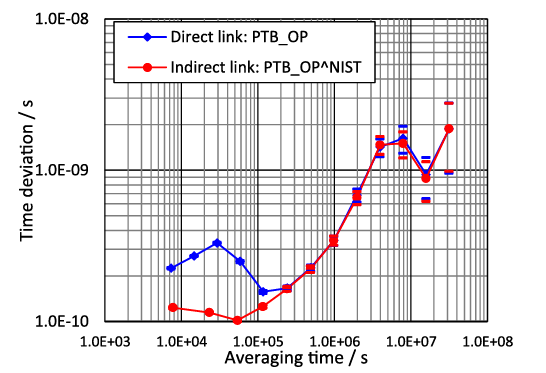 1.0E-08
Direct link: PTB_OP
Indirect link: PTB_OP^NIST
Time deviation / s
1.0E-09
1.0E-10
1.0E+03 1.0E+04 1.0E+05 1.0E+06 1.0E+07 1.0E+08
Averaging time / s